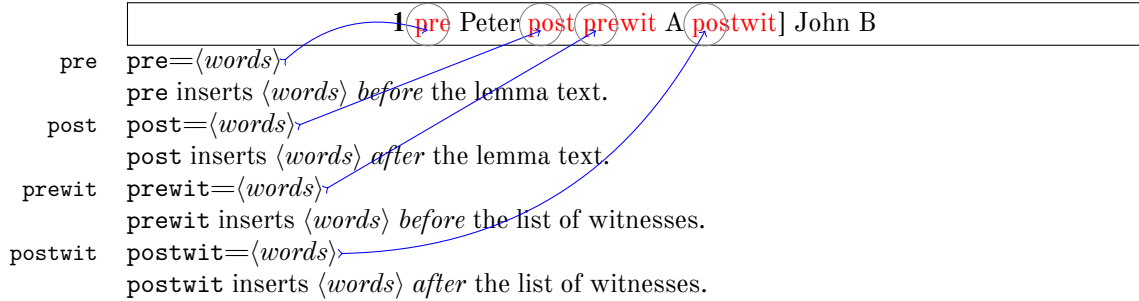 1 pre Peter post prewit A postwit] John B
pre pre=⟨words⟩
pre inserts ⟨words⟩ before the lemma text.
post post=⟨words⟩
post inserts ⟨words⟩ after the lemma text.
prewit prewit=⟨words⟩
prewit inserts ⟨words⟩ before the list of witnesses.
postwit postwit=⟨words⟩
postwit inserts ⟨words⟩ after the list of witnesses.